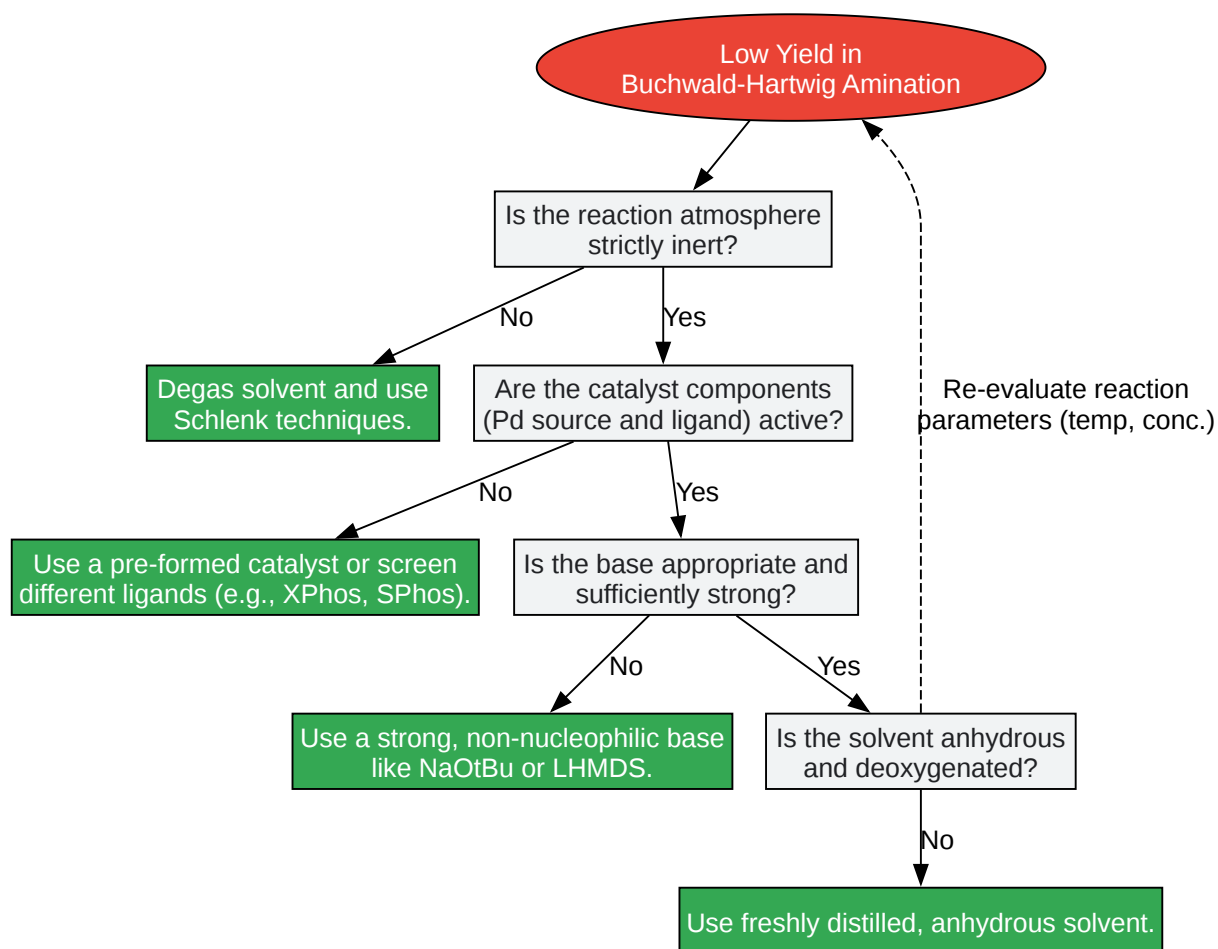 Low Yield in
Buchwald-Hartwig Amination
Is the reaction atmosphere
strictly inert?
No
Yes
Degas solvent and use
Schlenk techniques.
Are the catalyst components
(Pd source and ligand) active?
Re-evaluate reaction
parameters (temp, conc.)
No
Yes
Use a pre-formed catalyst or screen
different ligands (e.g., XPhos, SPhos).
Is the base appropriate and
sufficiently strong?
No
Yes
Use a strong, non-nucleophilic base
like NaOtBu or LHMDS.
Is the solvent anhydrous
and deoxygenated?
No
Use freshly distilled, anhydrous solvent.